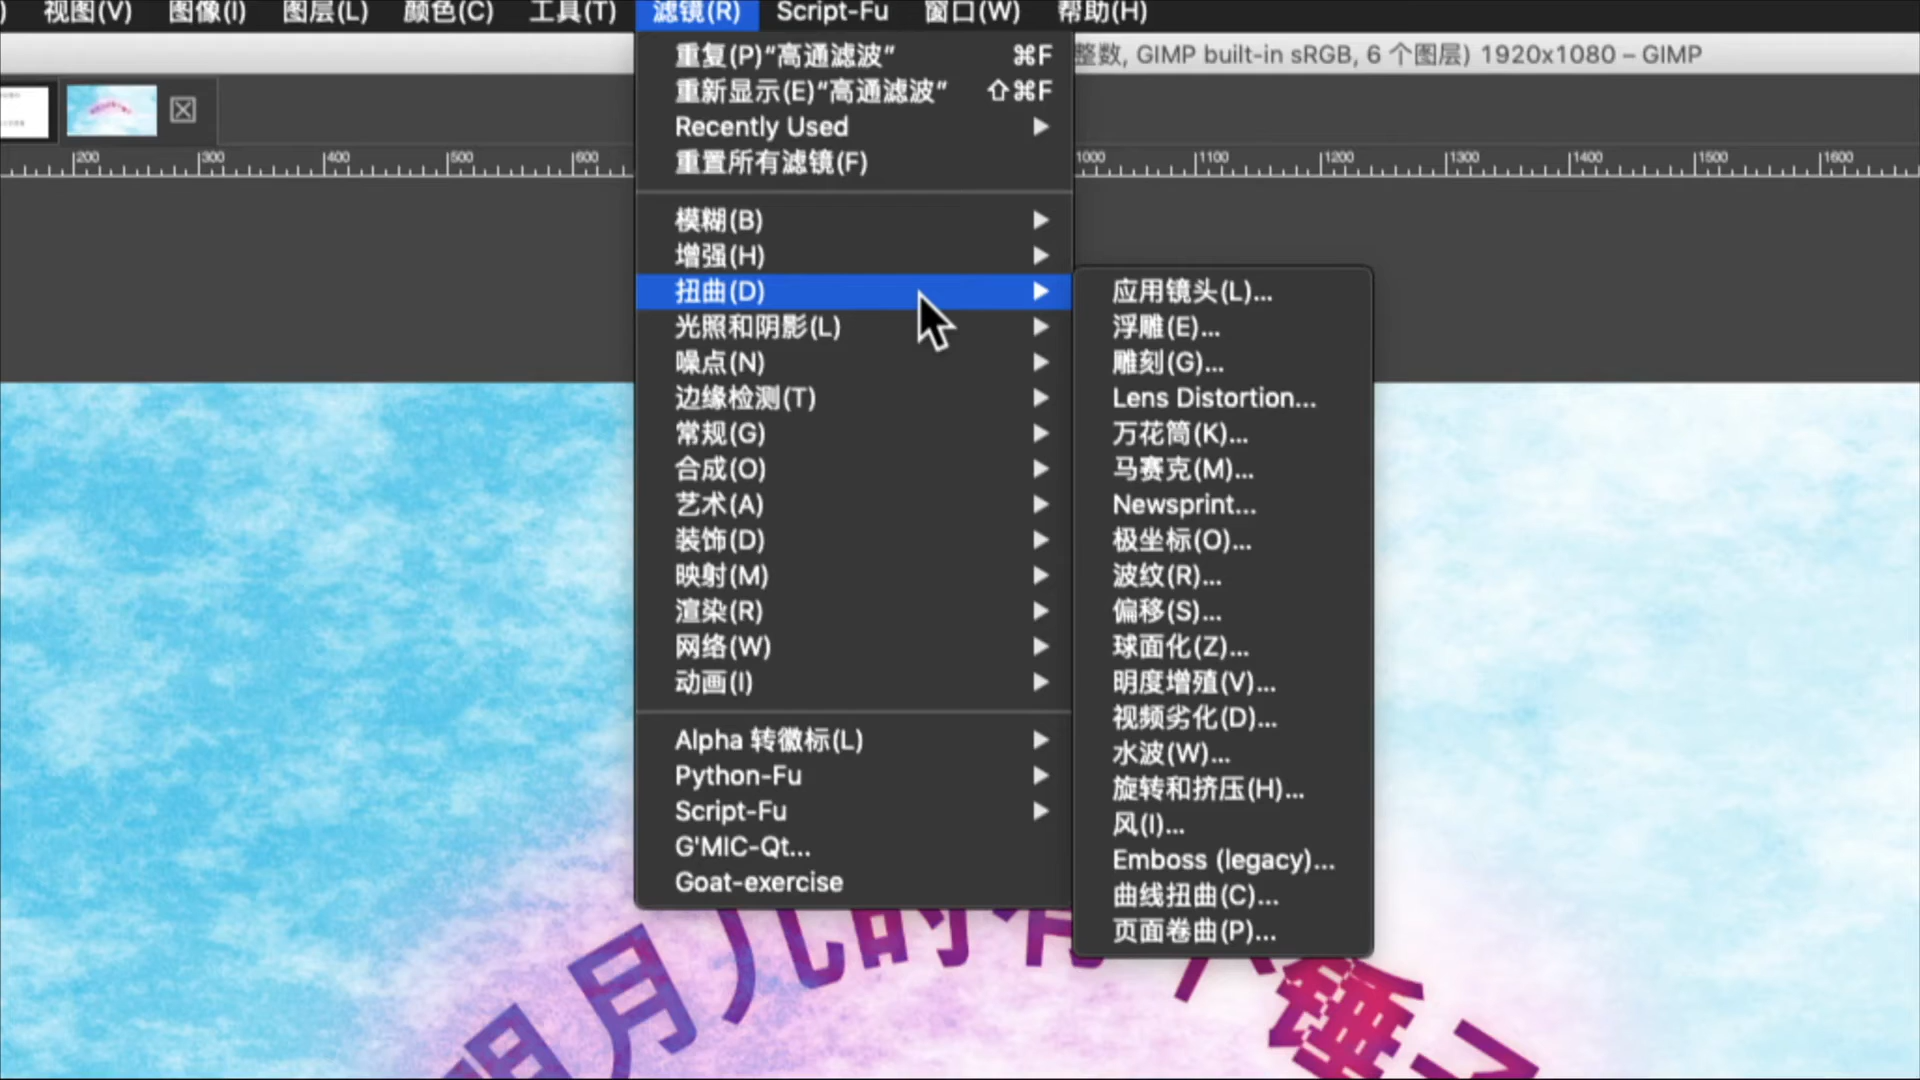 视图(V) 图像(I) 图层(L) 颜色(C) 工具(T) 滤镜(R) Script-Fu 窗口(W) 帮助(H)
整数, GIMP built-in sRGB, 6 个图层) 1920x1080 – GIMP
200 300 400 500 600 1000 1100 1200 1300 1400 1500 1600
重复(P)“高通滤波” ⌘F
重新显示(E)“高通滤波” ⇧⌘F
Recently Used
重置所有滤镜(F)
模糊(B)
增强(H)
扭曲(D)
光照和阴影(L)
噪点(N)
边缘检测(T)
常规(G)
合成(O)
艺术(A)
装饰(D)
映射(M)
渲染(R)
网络(W)
动画(I)
Alpha 转徽标(L)
Python-Fu
Script-Fu
G'MIC-Qt...
Goat-exercise
应用镜头(L)...
浮雕(E)...
雕刻(G)...
Lens Distortion...
万花筒(K)...
马赛克(M)...
Newsprint...
极坐标(O)...
波纹(R)...
偏移(S)...
球面化(Z)...
明度增殖(V)...
视频劣化(D)...
水波(W)...
旋转和挤压(H)...
风(I)...
Emboss (legacy)...
曲线扭曲(C)...
页面卷曲(P)...
明月几时有个锤子